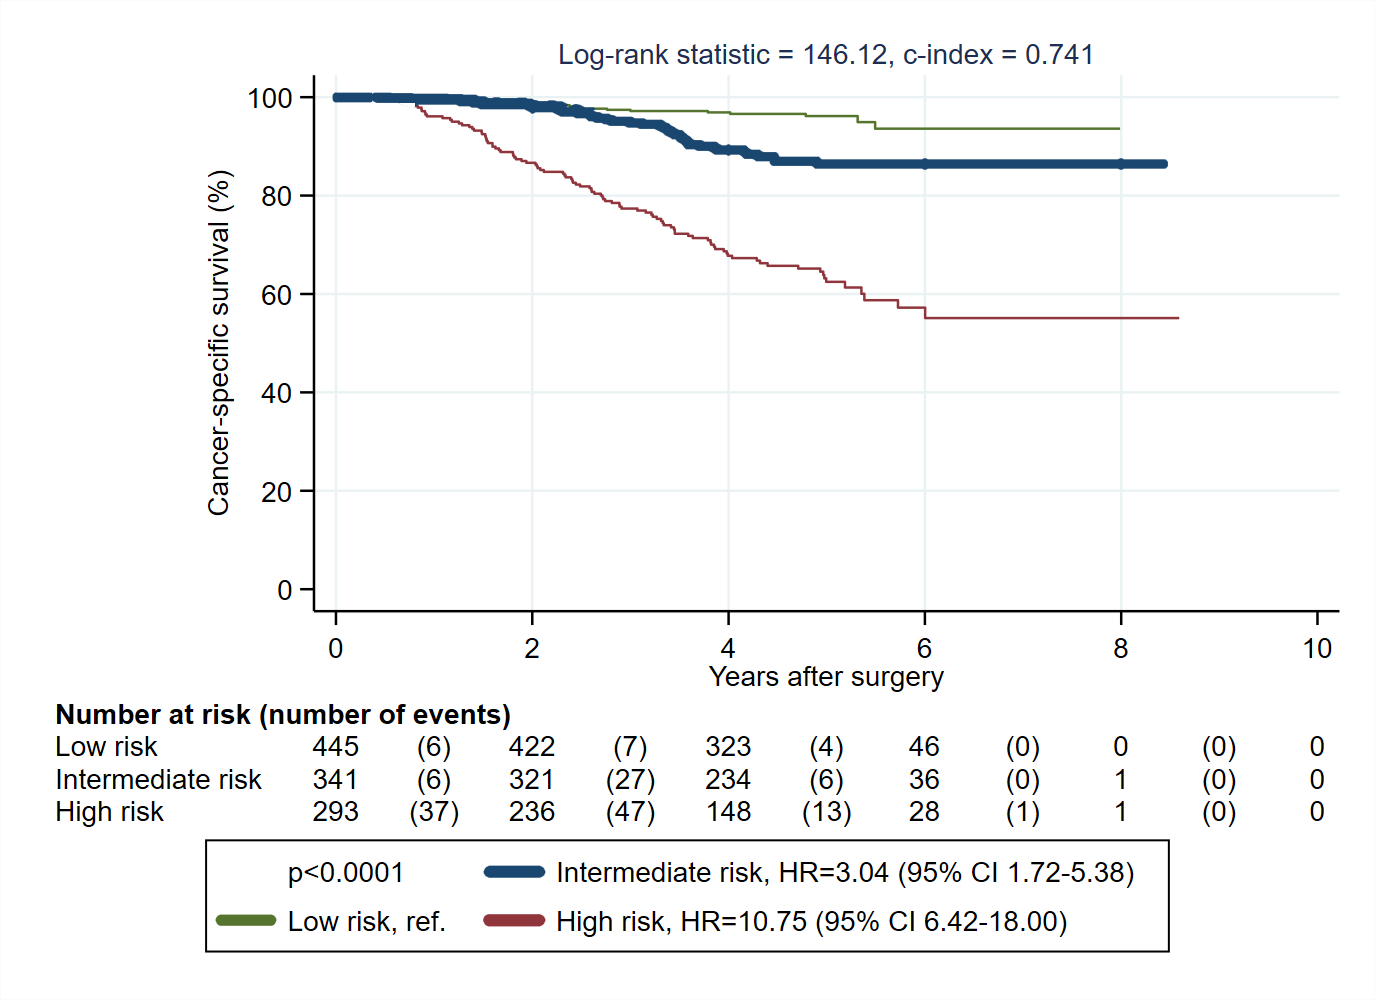 Log-rank statistic = 146.12, c-index = 0.741
Cancer-specific survival (%)
100
80
60
40
20
0
0 2 4 6 8 10
Years after surgery
Number at risk (number of events)
Low risk 445 (6) 422 (7) 323 (4) 46 (0) 0 (0) 0
Intermediate risk 341 (6) 321 (27) 234 (6) 36 (0) 1 (0) 0
High risk 293 (37) 236 (47) 148 (13) 28 (1) 1 (0) 0
p<0.0001 Intermediate risk, HR=3.04 (95% CI 1.72-5.38)
Low risk, ref. High risk, HR=10.75 (95% CI 6.42-18.00)